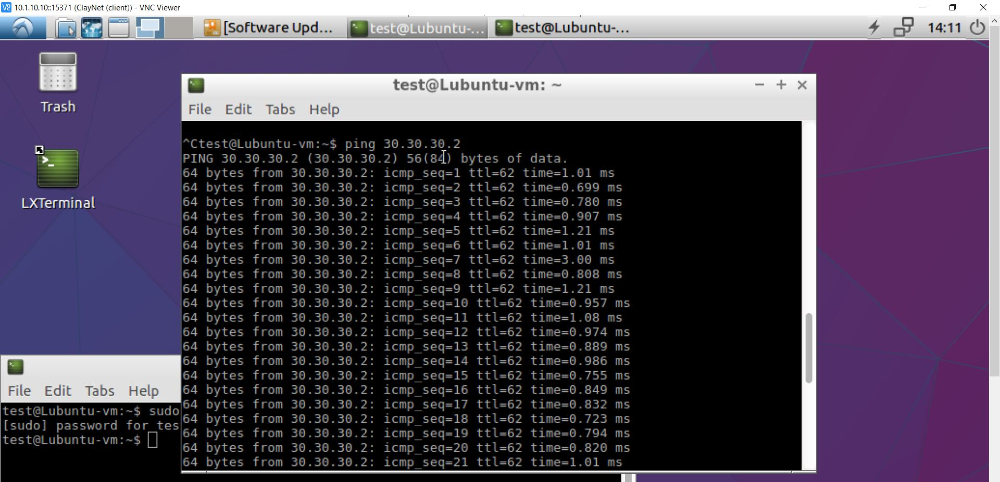 10.1.10.10::15371 (ClayNet (client)) - VNC Viewer
[Software Upd... test@Lubuntu-... test@Lubuntu-... 14:11
Trash
LXTerminal
test@Lubuntu-vm: ~
File Edit Tabs Help
^Ctest@Lubuntu-vm:~$ ping 30.30.30.2
PING 30.30.30.2 (30.30.30.2) 56(84) bytes of data.
64 bytes from 30.30.30.2: icmp_seq=1 ttl=62 time=1.01 ms
64 bytes from 30.30.30.2: icmp_seq=2 ttl=62 time=0.699 ms
64 bytes from 30.30.30.2: icmp_seq=3 ttl=62 time=0.780 ms
64 bytes from 30.30.30.2: icmp_seq=4 ttl=62 time=0.907 ms
64 bytes from 30.30.30.2: icmp_seq=5 ttl=62 time=1.21 ms
64 bytes from 30.30.30.2: icmp_seq=6 ttl=62 time=1.01 ms
64 bytes from 30.30.30.2: icmp_seq=7 ttl=62 time=3.00 ms
64 bytes from 30.30.30.2: icmp_seq=8 ttl=62 time=0.808 ms
64 bytes from 30.30.30.2: icmp_seq=9 ttl=62 time=1.21 ms
64 bytes from 30.30.30.2: icmp_seq=10 ttl=62 time=0.957 ms
64 bytes from 30.30.30.2: icmp_seq=11 ttl=62 time=1.08 ms
64 bytes from 30.30.30.2: icmp_seq=12 ttl=62 time=0.974 ms
64 bytes from 30.30.30.2: icmp_seq=13 ttl=62 time=0.889 ms
64 bytes from 30.30.30.2: icmp_seq=14 ttl=62 time=0.986 ms
64 bytes from 30.30.30.2: icmp_seq=15 ttl=62 time=0.755 ms
64 bytes from 30.30.30.2: icmp_seq=16 ttl=62 time=0.849 ms
64 bytes from 30.30.30.2: icmp_seq=17 ttl=62 time=0.832 ms
64 bytes from 30.30.30.2: icmp_seq=18 ttl=62 time=0.723 ms
64 bytes from 30.30.30.2: icmp_seq=19 ttl=62 time=0.794 ms
64 bytes from 30.30.30.2: icmp_seq=20 ttl=62 time=0.820 ms
64 bytes from 30.30.30.2: icmp_seq=21 ttl=62 time=1.01 ms
File Edit Tabs Help
test@Lubuntu-vm:~$ sudo
[sudo] password for tes
test@Lubuntu-vm:~$